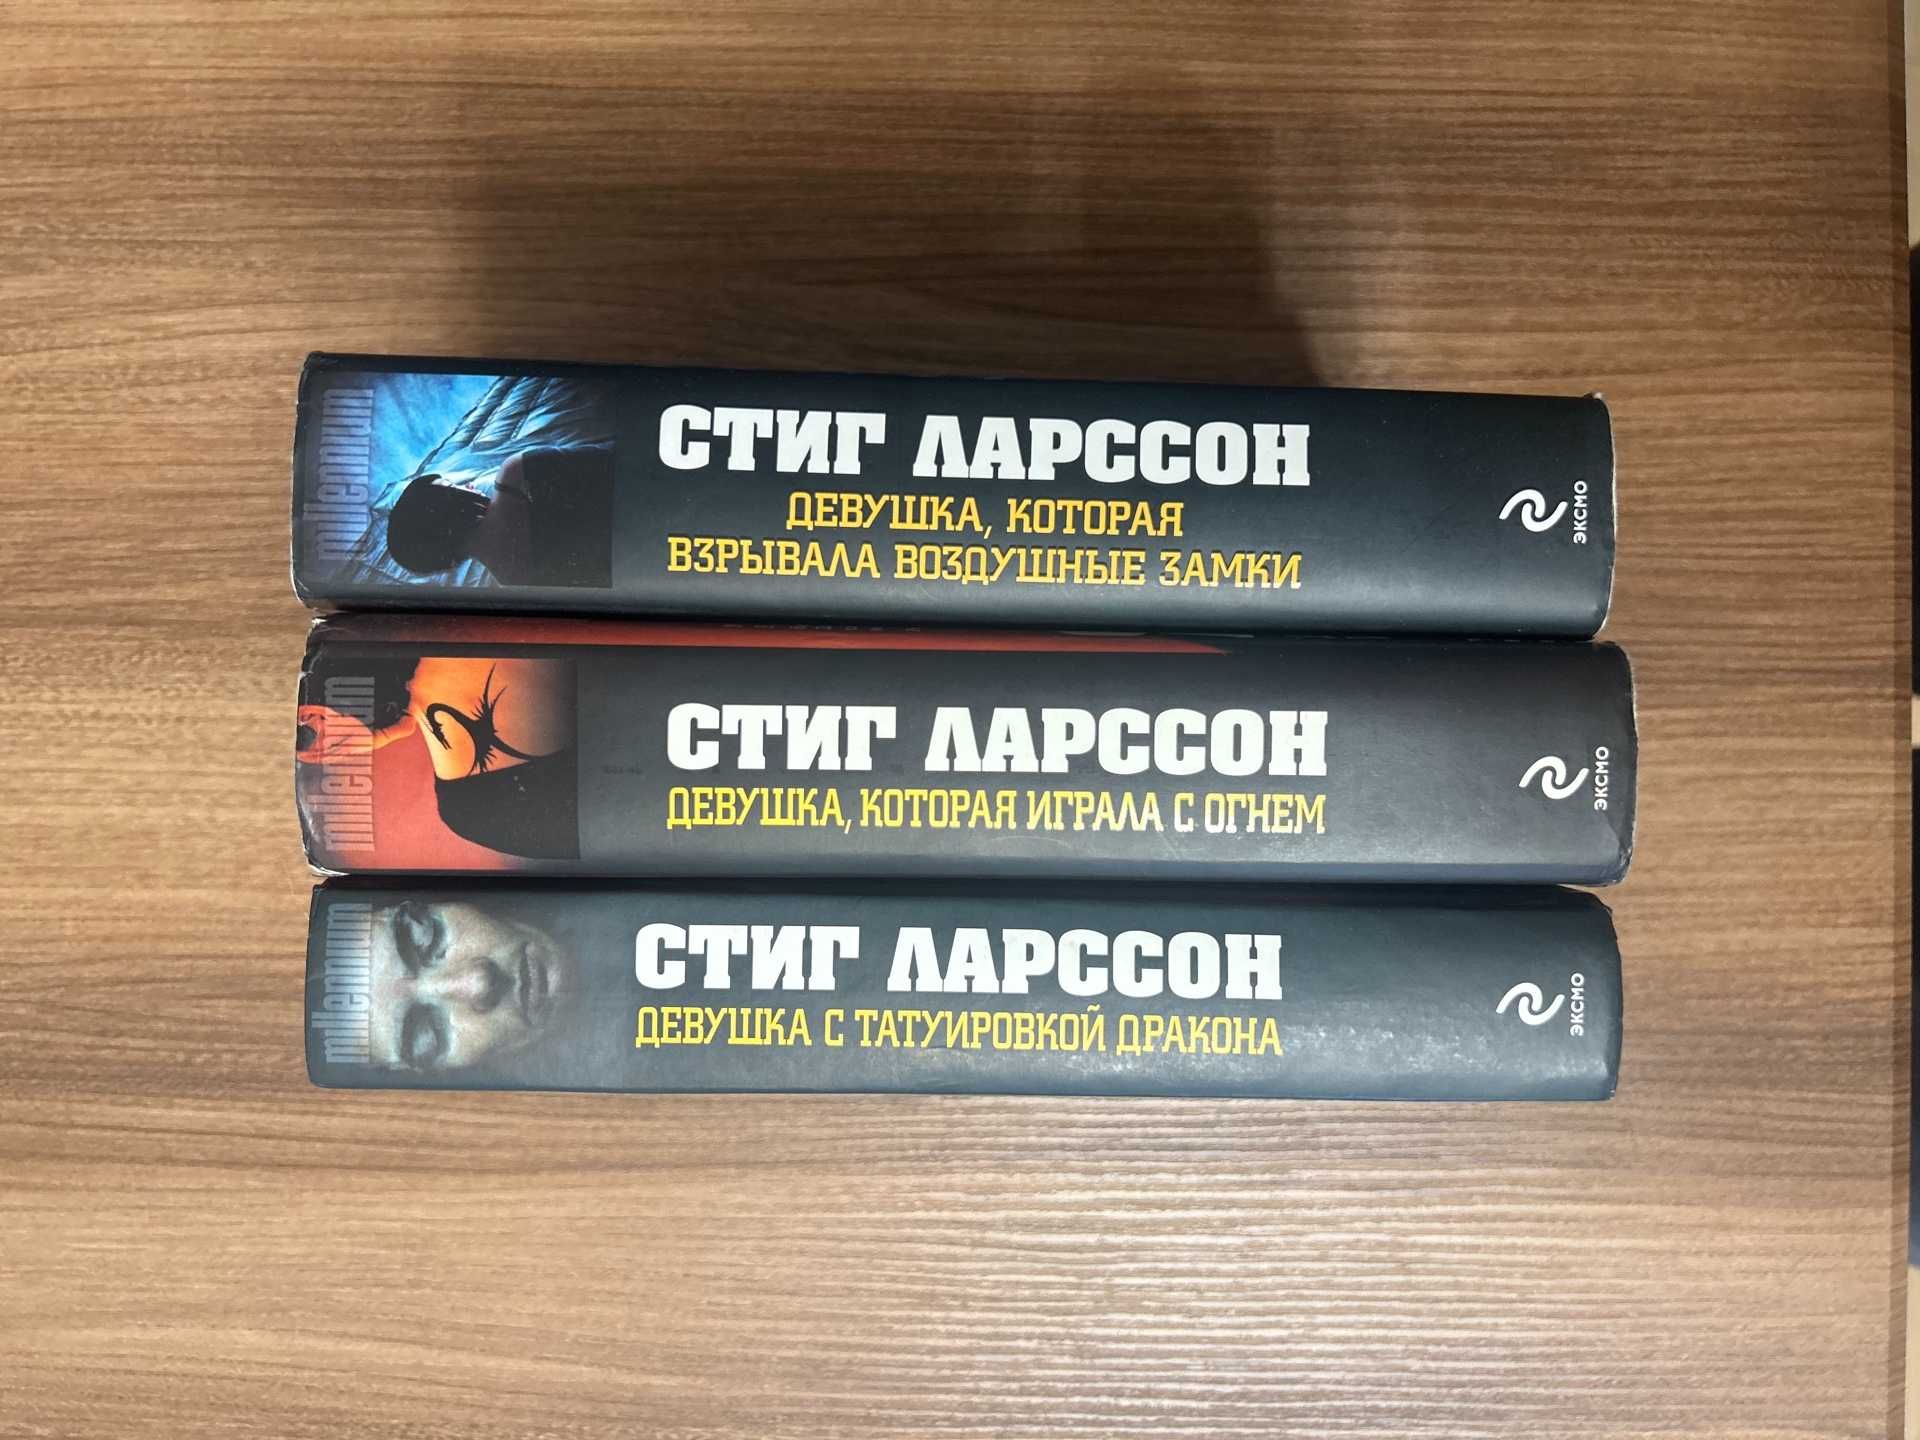 millennium
СТИГ ЛАРССОН
ДЕВУШКА, КОТОРАЯ
ВЗРЫВАЛА ВОЗДУШНЫЕ ЗАМКИ
ЭКСМО
millennium
СТИГ ЛАРССОН
ДЕВУШКА, КОТОРАЯ ИГРАЛА С ОГНЕМ
ЭКСМО
millennium
СТИГ ЛАРССОН
ДЕВУШКА С ТАТУИРОВКОЙ ДРАКОНА
ЭКСМО